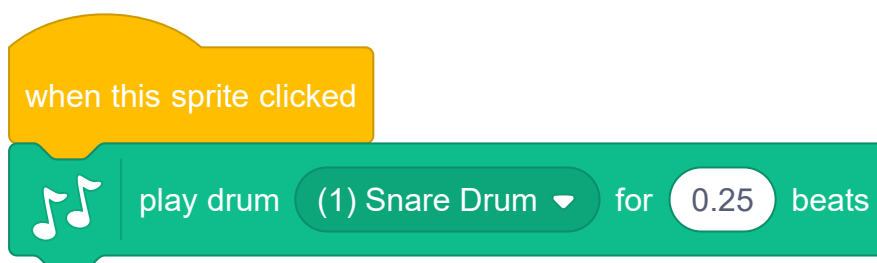 when this sprite clicked
play drum (1) Snare Drum for 0.25 beats